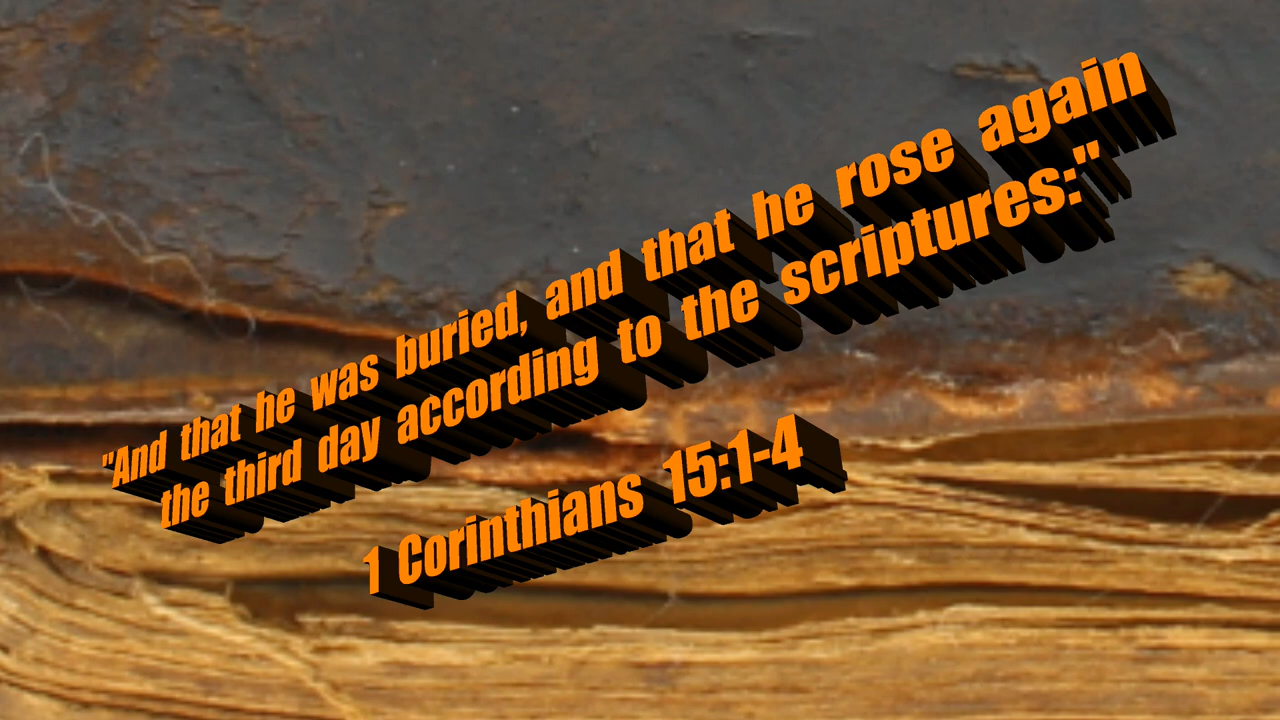 "And that he was buried, and that he rose again
the third day according to the scriptures:"
1 Corinthians 15:1-4